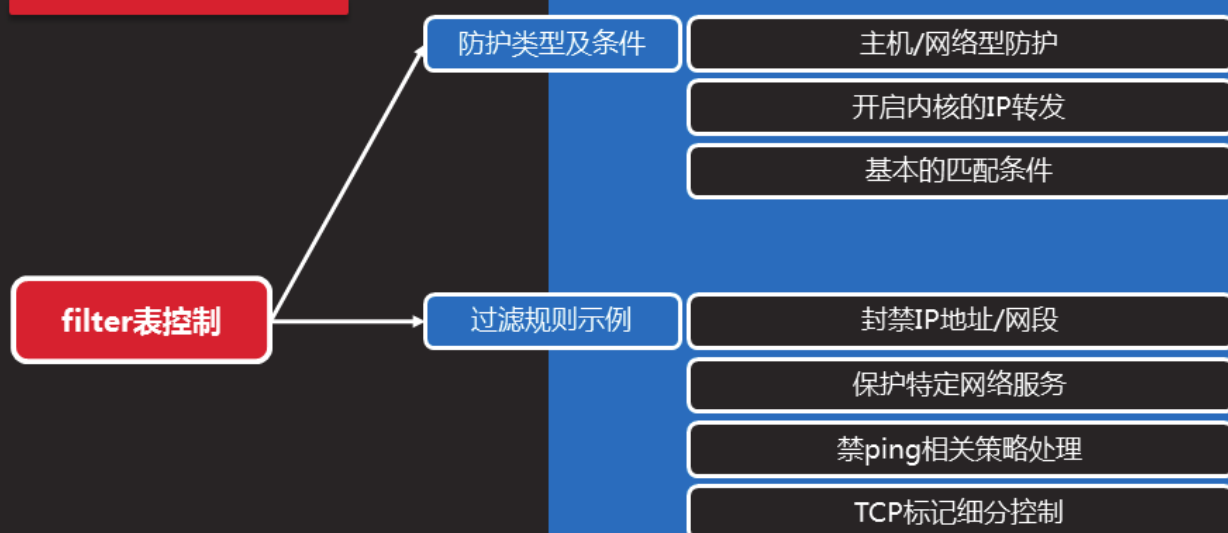 防护类型及条件
主机/网络型防护
开启内核的IP转发
基本的匹配条件
filter表控制
过滤规则示例
封禁IP地址/网段
保护特定网络服务
禁ping相关策略处理
TCP标记细分控制